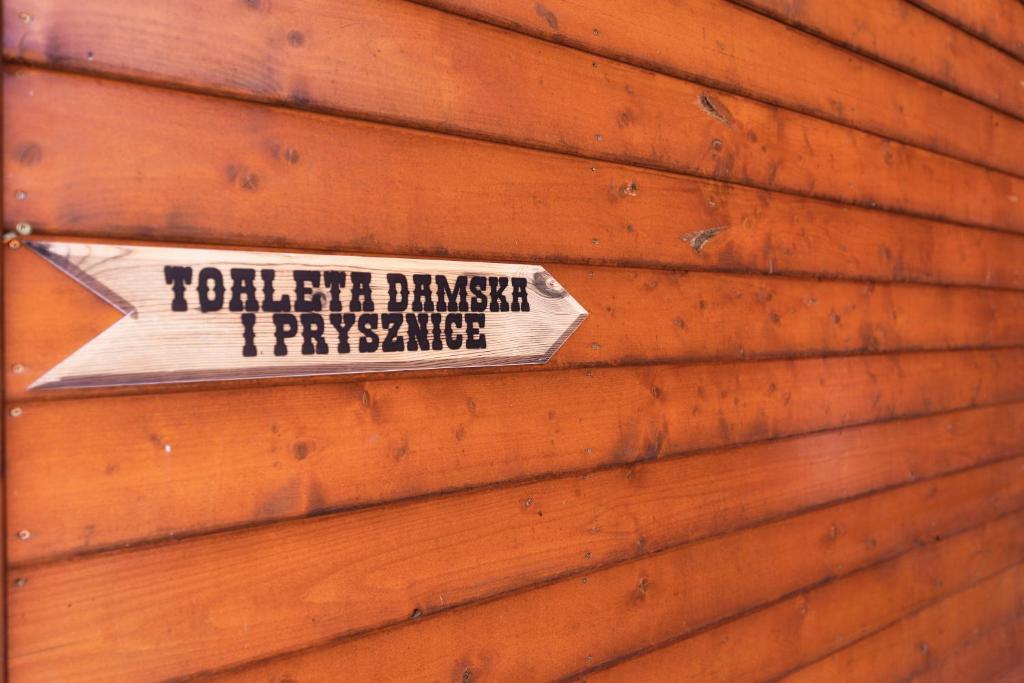 TOALETA DAMSKA
I PRYSZNICE